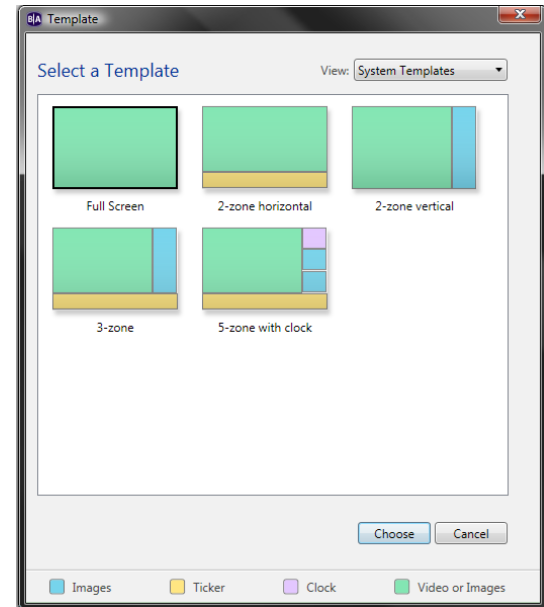 B|A Template
Select a Template
View: System Templates
Full Screen
2-zone horizontal
2-zone vertical
3-zone
5-zone with clock
Choose
Cancel
Images
Ticker
Clock
Video or Images